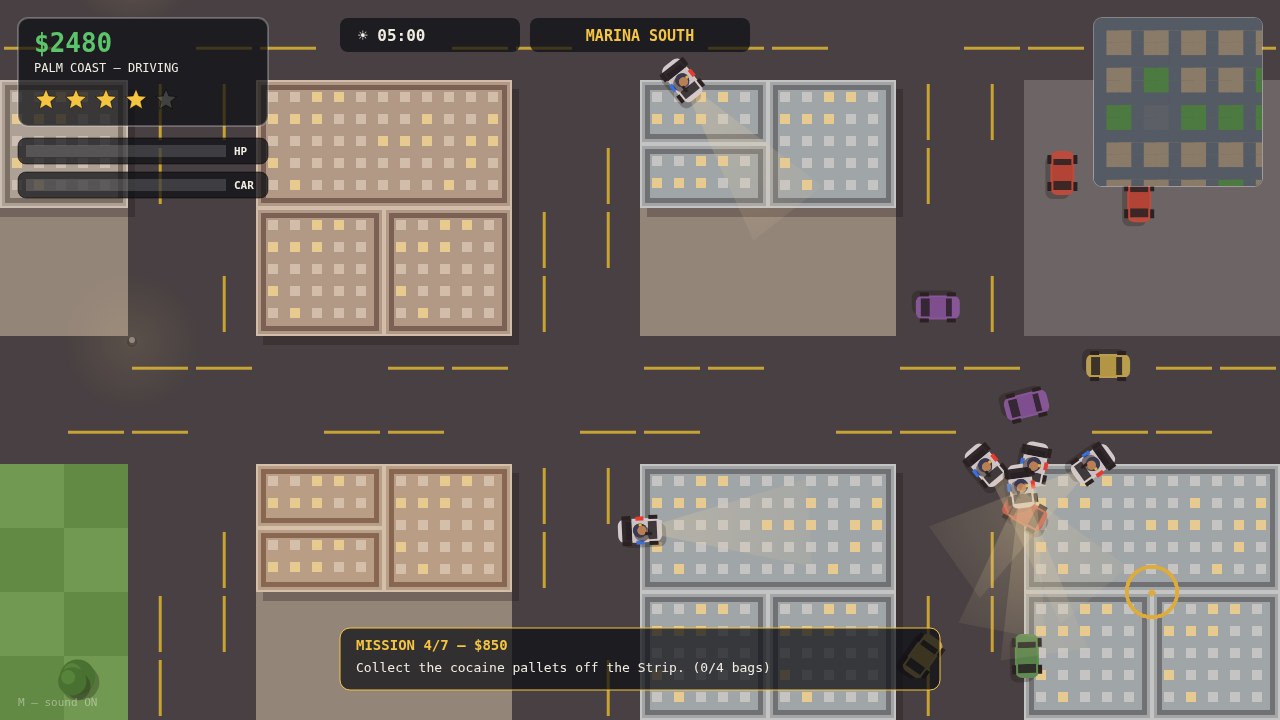 $2480
PALM COAST — DRIVING
HP
CAR
☀ 05:00
MARINA SOUTH
MISSION 4/7 — $850
Collect the cocaine pallets off the Strip. (0/4 bags)
M — sound ON